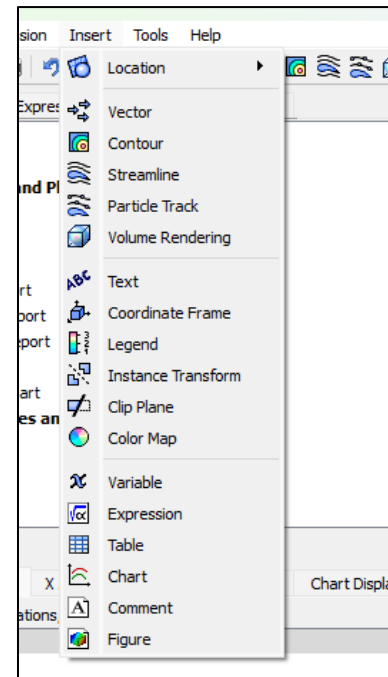 sion Insert Tools Help
Location
Expres
Vector
Contour
Streamline
and Pl
Particle Track
Volume Rendering
rt
ABC Text
port
Coordinate Frame
eport
Legend
Instance Transform
art
Clip Plane
es an
Color Map
Variable
Expression
Table
X
Chart
Chart Displa
ations,
A Comment
Figure